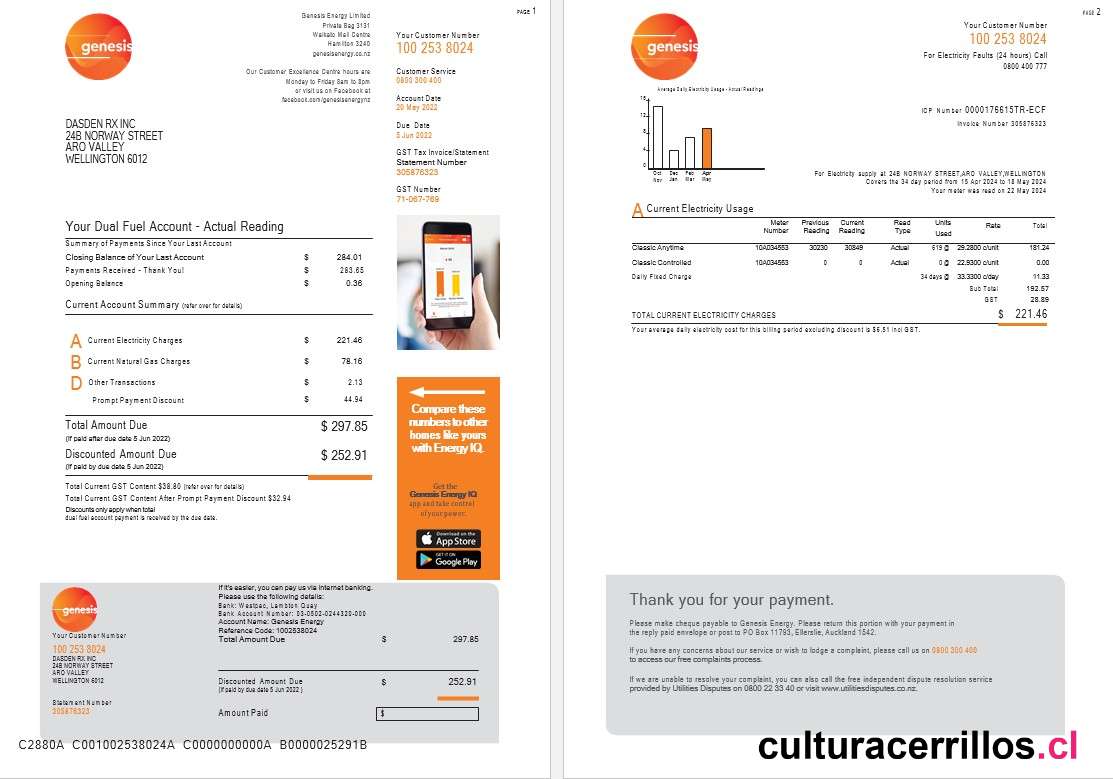 PAGE 1
genesis
Genesis Energy Limited
Private Bag 3131
Waikato Mail Centre
Hamilton 3240
genesisenergy.co.nz
Our Customer Excellence Centre hours are
Monday to Friday 8am to 8pm
or visit us on Facebook at
facebook.com/genesisenergynz
Your Customer Number
100 253 8024
Customer Service
0800 300 400
Account Date
20 May 2022
Due Date
5 Jun 2022
GST Tax Invoice/Statement
Statement Number
305876323
GST Number
71-067-769
DASDEN RX INC
24B NORWAY STREET
ARO VALLEY
WELLINGTON 6012
Your Dual Fuel Account - Actual Reading
Summary of Payments Since Your Last Account
Closing Balance of Your Last Account $ 284.01
Payments Received - Thank You! $ 283.65
Opening Balance $ 0.36
Current Account Summary (refer over for details)
A Current Electricity Charges $ 221.46
B Current Natural Gas Charges $ 78.16
D Other Transactions $ 2.13
Prompt Payment Discount $ 44.94
Total Amount Due $ 297.85
(If paid after due date 5 Jun 2022)
Discounted Amount Due $ 252.91
(If paid by due date 5 Jun 2022)
Total Current GST Content $38.80 (refer over for details)
Total Current GST Content After Prompt Payment Discount $32.94
Discounts only apply when total
dual fuel account payment is received by the due date.
Compare these
numbers to other
homes like yours
with Energy IQ.
Get the
Genesis Energy IQ
app and take control
of your power.
Download on the
App Store
GET IT ON
Google Play
genesis
Your Customer Number
100 253 8024
DASDEN RX INC
24B NORWAY STREET
ARO VALLEY
WELLINGTON 6012
Statement Number
305876323
If it's easier, you can pay us via internet banking.
Please use the following details:
Bank: Westpac, Lambton Quay
Bank Account Number: 03-0502-0244320-000
Account Name: Genesis Energy
Reference Code: 1002538024
Total Amount Due $ 297.85
Discounted Amount Due $ 252.91
(If paid by due date 5 Jun 2022 )
Amount Paid $
C2880A C001002538024A C0000000000A B0000025291B
PAGE 2
genesis
Your Customer Number
100 253 8024
For Electricity Faults (24 hours) Call
0800 400 777
Average Daily Electricity Usage - Actual Readings
16
12
8
4
0
Oct Dec Feb Apr
Nov Jan Mar May
ICP Number 0000176615TR-ECF
Invoice Number 305876323
For Electricity supply at 24B NORWAY STREET,ARO VALLEY,WELLINGTON
Covers the 34 day period from 15 Apr 2024 to 18 May 2024
Your meter was read on 22 May 2024
A Current Electricity Usage
Meter Number Previous Reading Current Reading Read Type Units Used Rate Total
Classic Anytime 10A034553 30230 30849 Actual 619 @ 29.2800 c/unit 181.24
Classic Controlled 10A034553 0 0 Actual 0 @ 22.9300 c/unit 0.00
Daily Fixed Charge 34 days @ 33.3300 c/day 11.33
Sub Total 192.57
GST 28.89
TOTAL CURRENT ELECTRICITY CHARGES $ 221.46
Your average daily electricity cost for this billing period excluding discount is $6.51 incl GST.
Thank you for your payment.
Please make cheque payable to Genesis Energy. Please return this portion with your payment in
the reply paid envelope or post to PO Box 11793, Ellerslie, Auckland 1542.
If you have any concerns about our service or wish to lodge a complaint, please call us on 0800 300 400
to access our free complaints process.
If we are unable to resolve your complaint, you can also call the free independent dispute resolution service
provided by Utilities Disputes on 0800 22 33 40 or visit www.utilitiesdisputes.co.nz.
culturacerrillos.cl